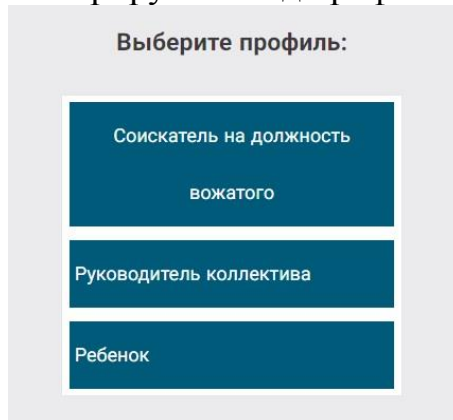 Выберите профиль:
Соискатель на должность
вожатого
Руководитель коллектива
Ребенок